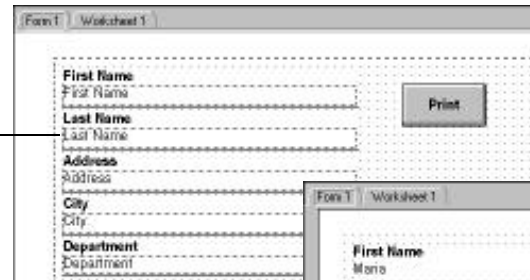 Form 1 Worksheet 1
First Name
First Name
Print
Last Name
Last Name
Address
Address
City
City
Department
Department
Form 1 Worksheet 1
First Name
Maria